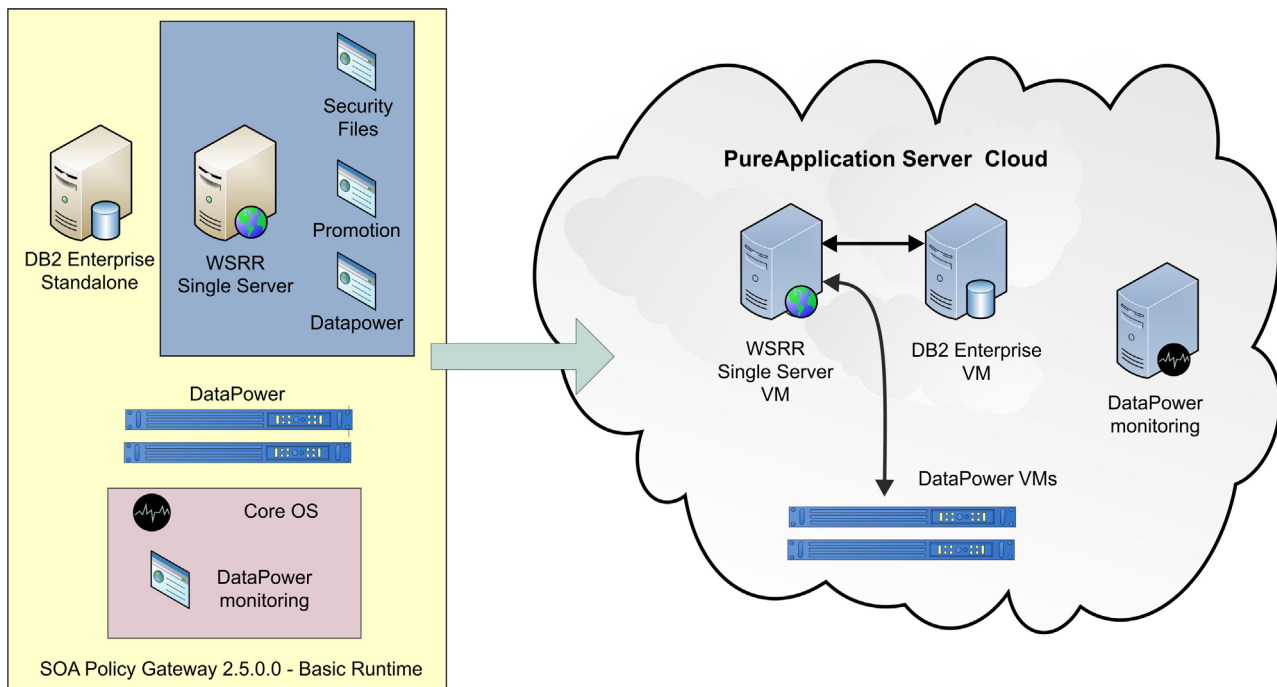 Security
Files
Promotion
Datapower
DB2 Enterprise
Standalone
WSRR
Single Server
DataPower
Core OS
DataPower
monitoring
SOA Policy Gateway 2.5.0.0 - Basic Runtime
PureApplication Server Cloud
WSRR
Single Server
VM
DB2 Enterprise
VM
DataPower
monitoring
DataPower VMs